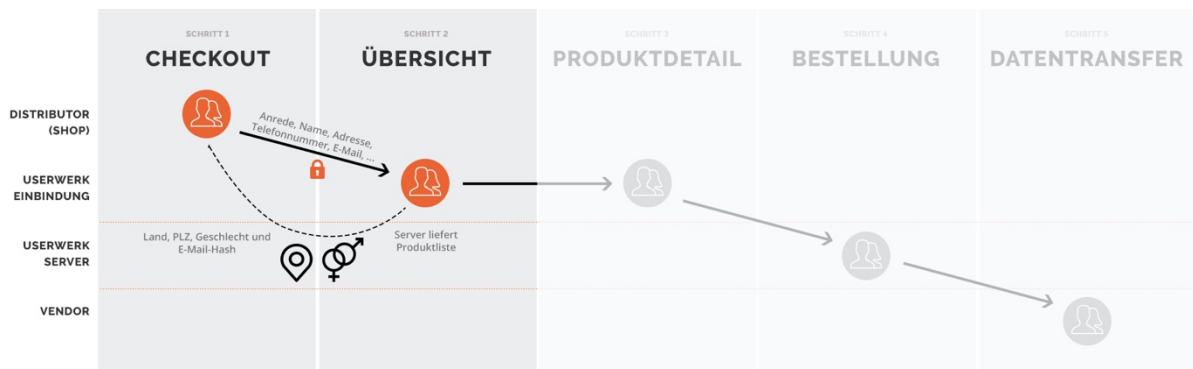 SCHRITT 1
CHECKOUT
SCHRITT 2
ÜBERSICHT
SCHRITT 3
PRODUKTDETAIL
SCHRITT 4
BESTELLUNG
SCHRITT 5
DATENTRANSFER
DISTRIBUTOR
(SHOP)
Anrede, Name, Adresse,
Telefonnummer, E-Mail, ...
USERWERK
EINBINDUNG
USERWERK
SERVER
Land, PLZ, Geschlecht und
E-Mail-Hash
Server liefert
Produktliste
VENDOR